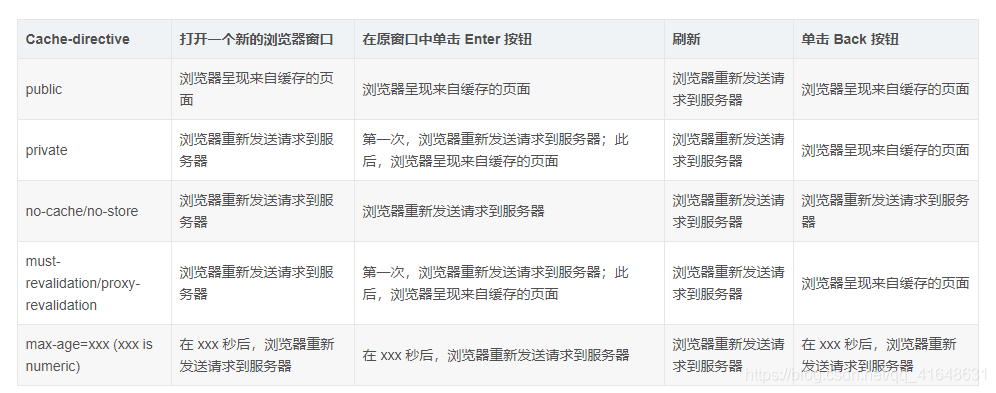 Cache-directive
打开一个新的浏览器窗口
在原窗口中单击 Enter 按钮
刷新
单击 Back 按钮
public
浏览器呈现来自缓存的页
面
浏览器呈现来自缓存的页面
浏览器重新发送请
求到服务器
浏览器呈现来自缓存的页面
private
浏览器重新发送请求到服
务器
第一次，浏览器重新发送请求到服务器；此
后，浏览器呈现来自缓存的页面
浏览器重新发送请
求到服务器
浏览器呈现来自缓存的页面
no-cache/no-store
浏览器重新发送请求到服
务器
浏览器重新发送请求到服务器
浏览器重新发送请
求到服务器
浏览器重新发送请求到服务
器
must-
revalidation/proxy-
revalidation
浏览器重新发送请求到服
务器
第一次，浏览器重新发送请求到服务器；此
后，浏览器呈现来自缓存的页面
浏览器重新发送请
求到服务器
浏览器呈现来自缓存的页面
max-age=xxx (xxx is
numeric)
在 xxx 秒后，浏览器重新
发送请求到服务器
在 xxx 秒后，浏览器重新发送请求到服务器
浏览器重新发送请
求到服务器
在 xxx 秒后，浏览器重新
发送请求到服务器
https://blog.csdn.net/qq_41648631